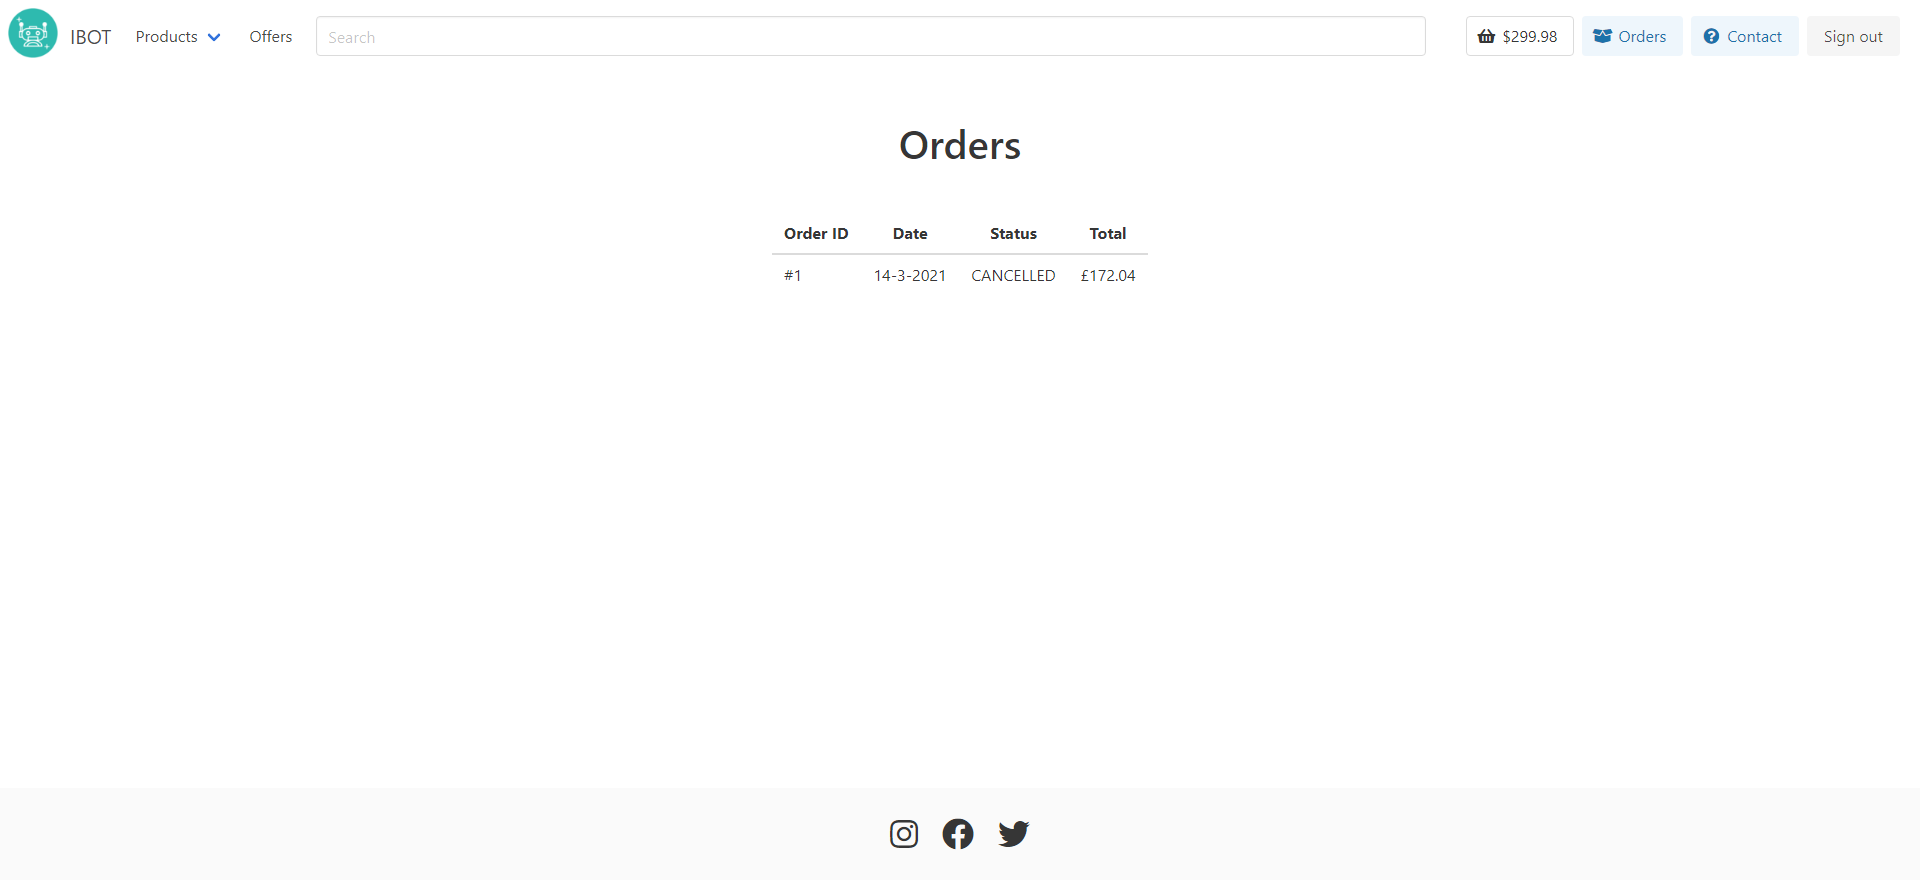 IBOT Products Offers Search $299.98 Orders Contact Sign out
Orders
Order ID Date Status Total
#1 14-3-2021 CANCELLED £172.04